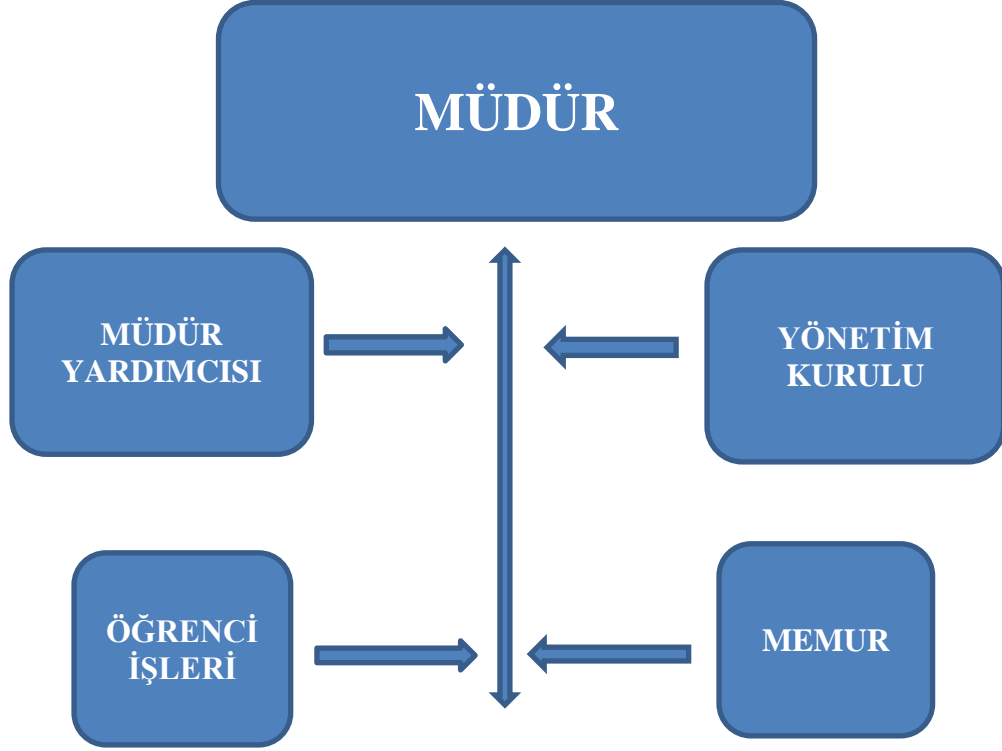 MÜDÜR
MÜDÜR
YARDIMCISI
YÖNETİM
KURULU
ÖĞRENCİ
İŞLERİ
MEMUR